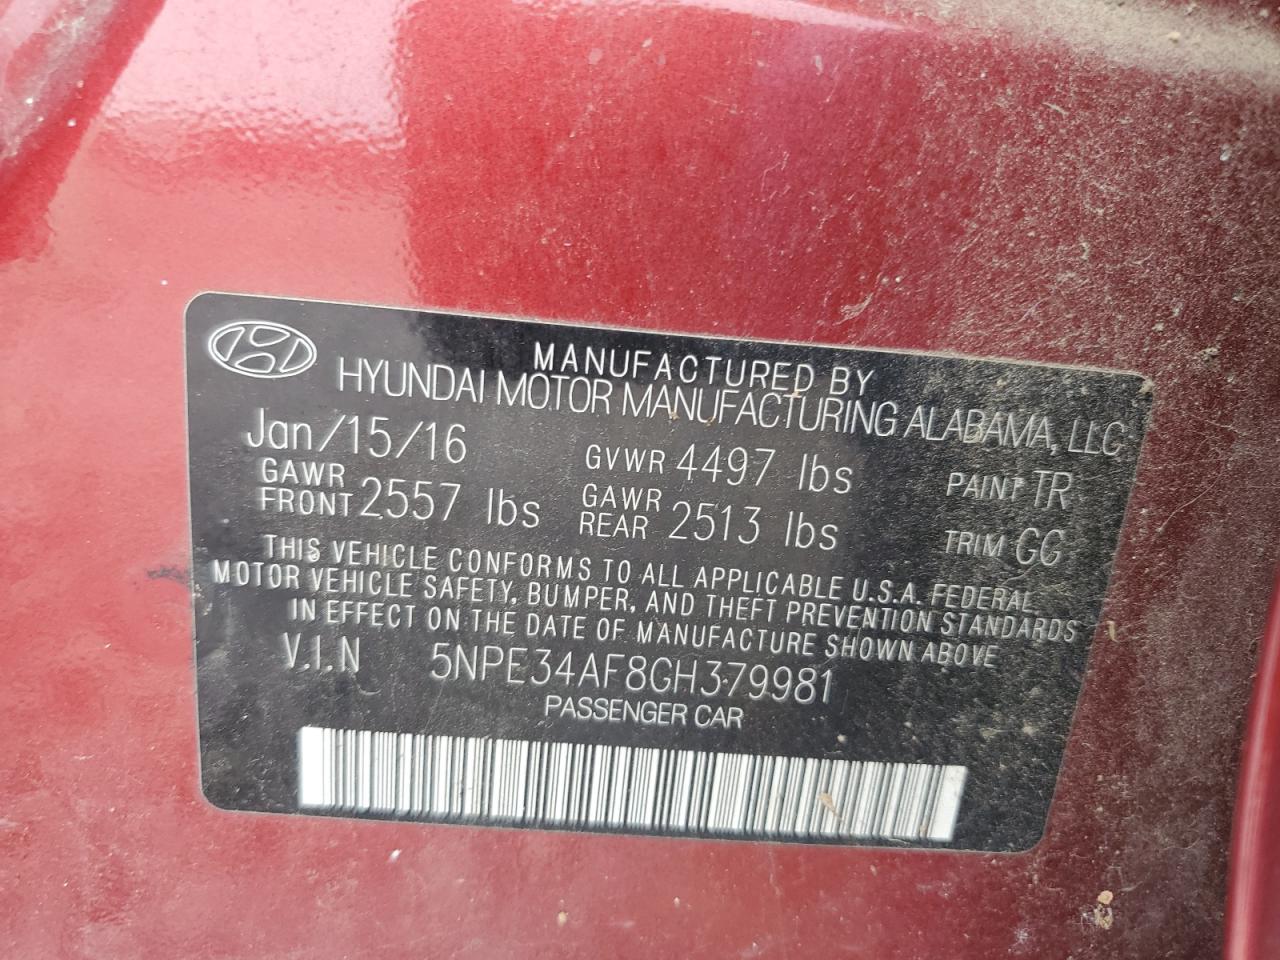 MANUFACTURED BY
HYUNDAI MOTOR MANUFACTURING ALABAMA, LLC
Jan/15/16 GVWR 4497 lbs PAINT TR
GAWR FRONT 2557 lbs GAWR REAR 2513 lbs TRIM GG
THIS VEHICLE CONFORMS TO ALL APPLICABLE U.S.A. FEDERAL
MOTOR VEHICLE SAFETY, BUMPER, AND THEFT PREVENTION STANDARDS
IN EFFECT ON THE DATE OF MANUFACTURE SHOWN ABOVE
V.I.N 5NPE34AF8GH379981
PASSENGER CAR